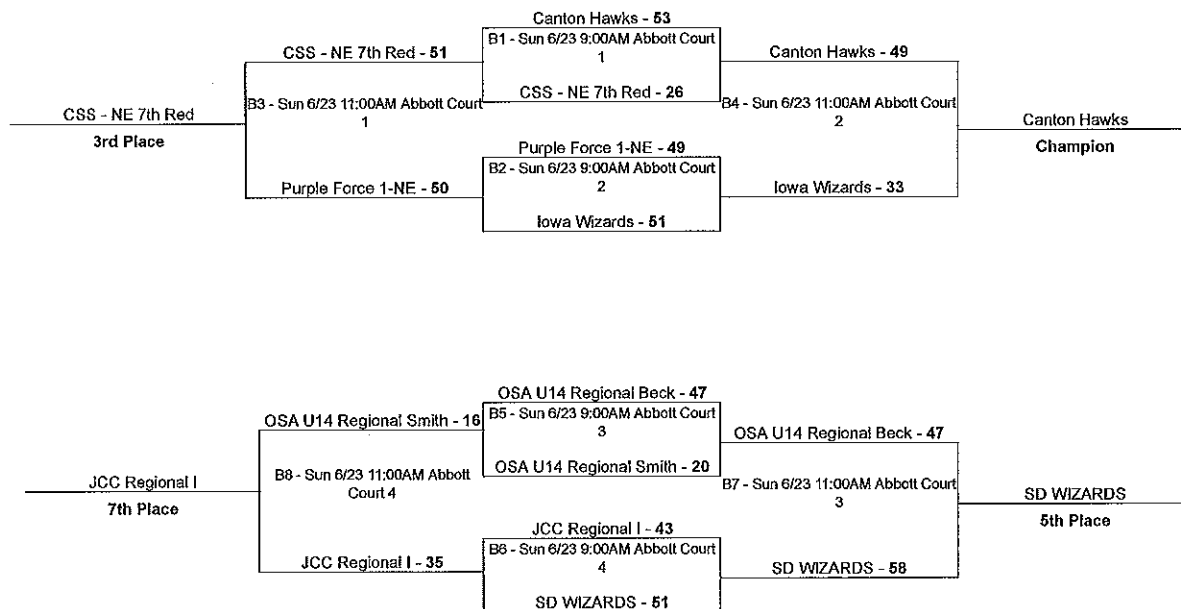 Canton Hawks - 53
B1 - Sun 6/23 9:00AM Abbott Court
1
CSS - NE 7th Red - 51
Canton Hawks - 49
CSS - NE 7th Red - 26
B3 - Sun 6/23 11:00AM Abbott Court
1
B4 - Sun 6/23 11:00AM Abbott Court
2
CSS - NE 7th Red
3rd Place
Canton Hawks
Champion
Purple Force 1-NE - 49
B2 - Sun 6/23 9:00AM Abbott Court
2
Purple Force 1-NE - 50
Iowa Wizards - 33
Iowa Wizards - 51
OSA U14 Regional Beck - 47
B5 - Sun 6/23 9:00AM Abbott Court
3
OSA U14 Regional Smith - 16
OSA U14 Regional Beck - 47
OSA U14 Regional Smith - 20
B8 - Sun 6/23 11:00AM Abbott
Court 4
B7 - Sun 6/23 11:00AM Abbott Court
3
JCC Regional I
7th Place
SD WIZARDS
5th Place
JCC Regional I - 43
B6 - Sun 6/23 9:00AM Abbott Court
4
JCC Regional I - 35
SD WIZARDS - 58
SD WIZARDS - 51